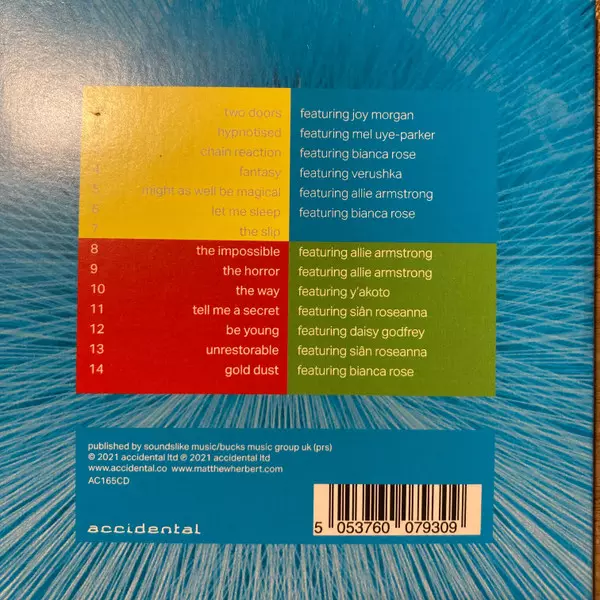 two doors featuring joy morgan
hypnotised featuring mel uye-parker
chain reaction featuring bianca rose
4 fantasy featuring verushka
5 might as well be magical featuring allie armstrong
6 let me sleep featuring bianca rose
7 the slip
8 the impossible featuring allie armstrong
9 the horror featuring allie armstrong
10 the way featuring y'akoto
11 tell me a secret featuring siân roseanna
12 be young featuring daisy godfrey
13 unrestorable featuring siân roseanna
14 gold dust featuring bianca rose
published by soundslike music/bucks music group uk (prs)
© 2021 accidental ltd ℗ 2021 accidental ltd
www.accidental.co www.matthewherbert.com
AC165CD
accidental
5 053760 079309